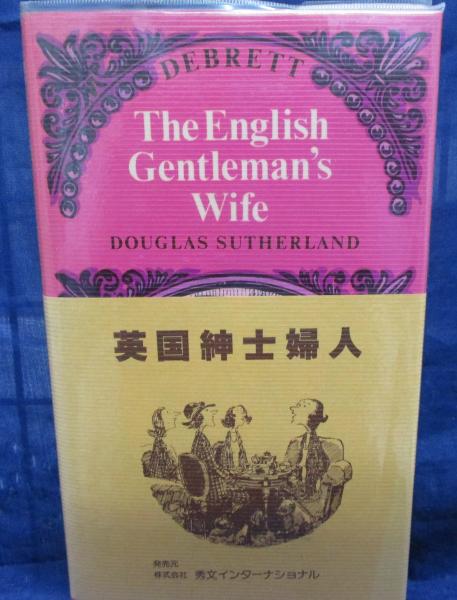 DEBRETT
The English
Gentleman's
Wife
DOUGLAS SUTHERLAND
英国紳士婦人
発売元
株式会社 秀文インターナショナル